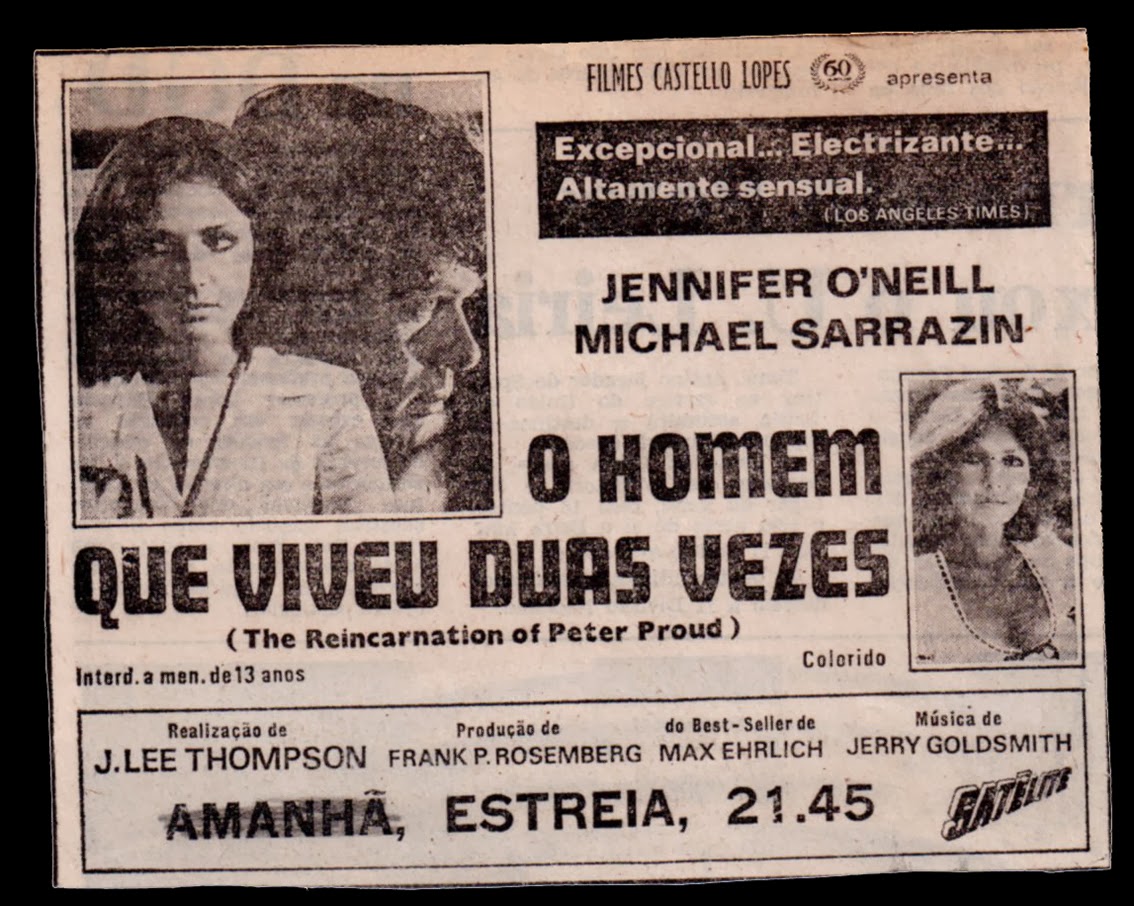 FILMES CASTELLO LOPES 60 apresenta
Excepcional... Electrizante...
Altamente sensual.
(LOS ANGELES TIMES)
JENNIFER O'NEILL
MICHAEL SARRAZIN
O HOMEM
QUE VIVEU DUAS VEZES
(The Reincarnation of Peter Proud)
Colorido
Interd. a men. de 13 anos
Realização de
J. LEE THOMPSON
Produção de
FRANK P. ROSEMBERG
do Best-Seller de
MAX EHRLICH
Música de
JERRY GOLDSMITH
AMANHÃ, ESTREIA, 21.45
SATÉLITE